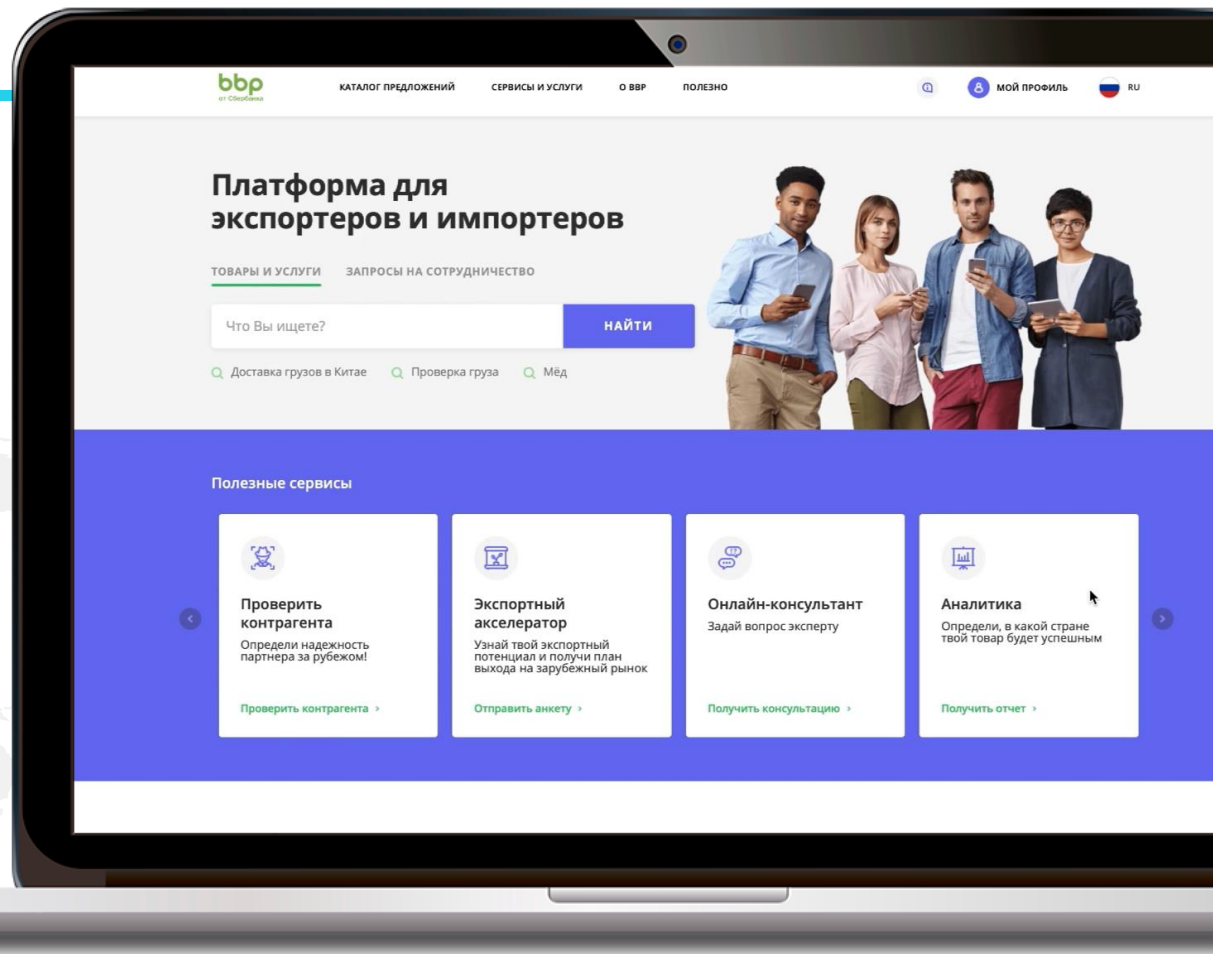 bbp
от Сбербанка
КАТАЛОГ ПРЕДЛОЖЕНИЙ
СЕРВИСЫ И УСЛУГИ
О BBP
ПОЛЕЗНО
МОЙ ПРОФИЛЬ
RU
Платформа для
экспортеров и импортеров
ТОВАРЫ И УСЛУГИ
ЗАПРОСЫ НА СОТРУДНИЧЕСТВО
Что Вы ищете?
НАЙТИ
Доставка грузов в Китае
Проверка груза
Мёд
Полезные сервисы
Проверить
контрагента
Определи надежность
партнера за рубежом!
Проверить контрагента
Экспортный
акселератор
Узнай твой экспортный
потенциал и получи план
выхода на зарубежный рынок
Отправить анкету
Онлайн-консультант
Задай вопрос эксперту
Получить консультацию
Аналитика
Определи, в какой стране
твой товар будет успешным
Получить отчет